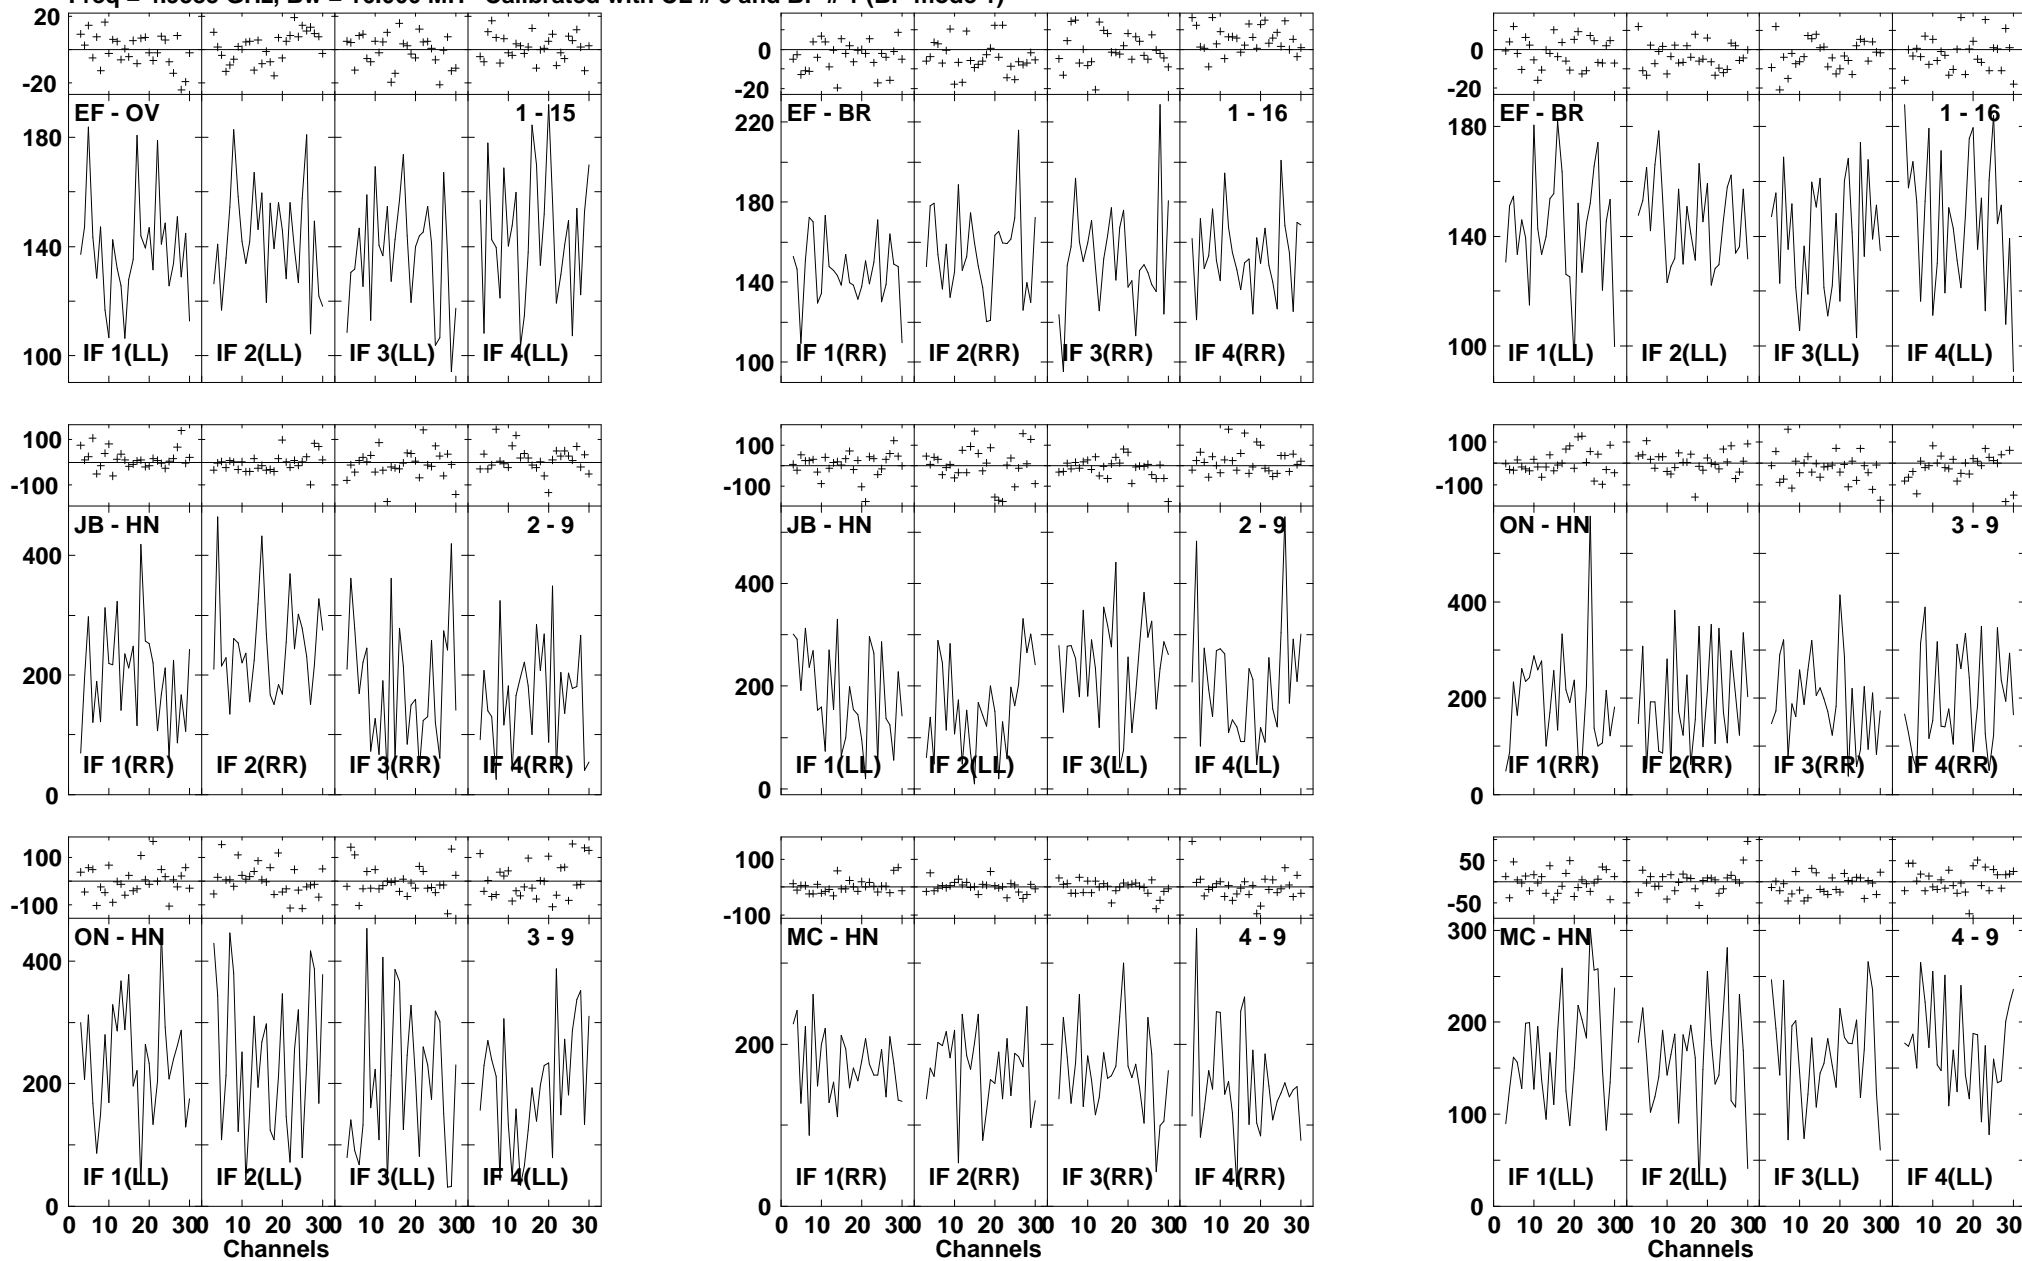 20
0
-20
EF - OV
1 - 15
180
140
100
IF 1(LL)
IF 2(LL)
IF 3(LL)
IF 4(LL)
0
-20
EF - BR
1 - 16
220
180
140
100
IF 1(RR)
IF 2(RR)
IF 3(RR)
IF 4(RR)
0
-20
EF - BR
1 - 16
180
140
100
IF 1(LL)
IF 2(LL)
IF 3(LL)
IF 4(LL)
100
-100
JB - HN
2 - 9
400
200
0
IF 1(RR)
IF 2(RR)
IF 3(RR)
IF 4(RR)
100
-100
JB - HN
2 - 9
400
200
0
IF 1(LL)
IF 2(LL)
IF 3(LL)
IF 4(LL)
100
-100
ON - HN
3 - 9
400
200
0
IF 1(RR)
IF 2(RR)
IF 3(RR)
IF 4(RR)
100
-100
ON - HN
3 - 9
400
200
0
IF 1(LL)
IF 2(LL)
IF 3(LL)
IF 4(LL)
0 10 20 30 0 10 20 30 0 10 20 30 0 10 20 30
Channels
100
-100
MC - HN
4 - 9
200
0
IF 1(RR)
IF 2(RR)
IF 3(RR)
IF 4(RR)
0 10 20 30 0 10 20 30 0 10 20 30 0 10 20 30
Channels
50
-50
MC - HN
4 - 9
300
200
100
0
IF 1(LL)
IF 2(LL)
IF 3(LL)
IF 4(LL)
0 10 20 30 0 10 20 30 0 10 20 30 0 10 20 30
Channels